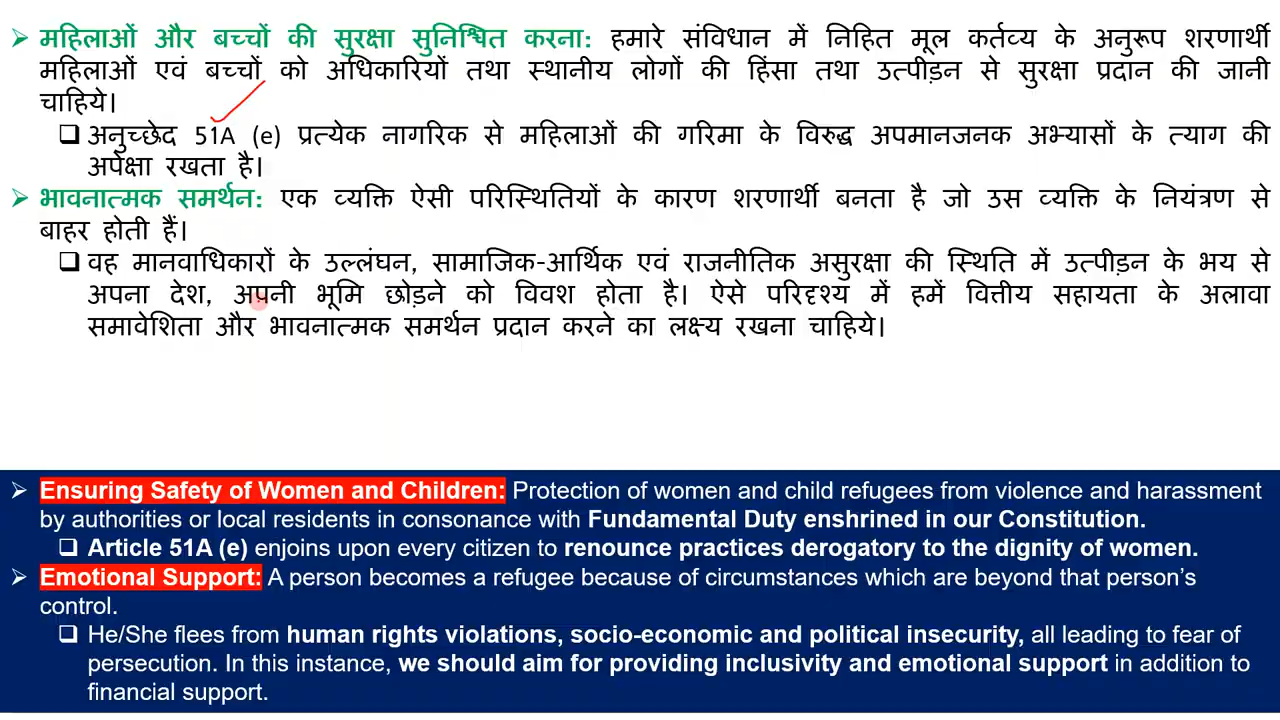 ➢ महिलाओं और बच्चों की सुरक्षा सुनिश्चित करना: हमारे संविधान में निहित मूल कर्तव्य के अनुरूप शरणार्थी
महिलाओं एवं बच्चों को अधिकारियों तथा स्थानीय लोगों की हिंसा तथा उत्पीड़न से सुरक्षा प्रदान की जानी
चाहिये।
❑ अनुच्छेद 51A (e) प्रत्येक नागरिक से महिलाओं की गरिमा के विरुद्ध अपमानजनक अभ्यासों के त्याग की
अपेक्षा रखता है।
➢ भावनात्मक समर्थन: एक व्यक्ति ऐसी परिस्थितियों के कारण शरणार्थी बनता है जो उस व्यक्ति के नियंत्रण से
बाहर होती हैं।
❑ वह मानवाधिकारों के उल्लंघन, सामाजिक-आर्थिक एवं राजनीतिक असुरक्षा की स्थिति में उत्पीड़न के भय से
अपना देश, अपनी भूमि छोड़ने को विवश होता है। ऐसे परिदृश्य में हमें वित्तीय सहायता के अलावा
समावेशिता और भावनात्मक समर्थन प्रदान करने का लक्ष्य रखना चाहिये।
➢ Ensuring Safety of Women and Children: Protection of women and child refugees from violence and harassment
by authorities or local residents in consonance with Fundamental Duty enshrined in our Constitution.
❑ Article 51A (e) enjoins upon every citizen to renounce practices derogatory to the dignity of women.
➢ Emotional Support: A person becomes a refugee because of circumstances which are beyond that person's
control.
❑ He/She flees from human rights violations, socio-economic and political insecurity, all leading to fear of
persecution. In this instance, we should aim for providing inclusivity and emotional support in addition to
financial support.